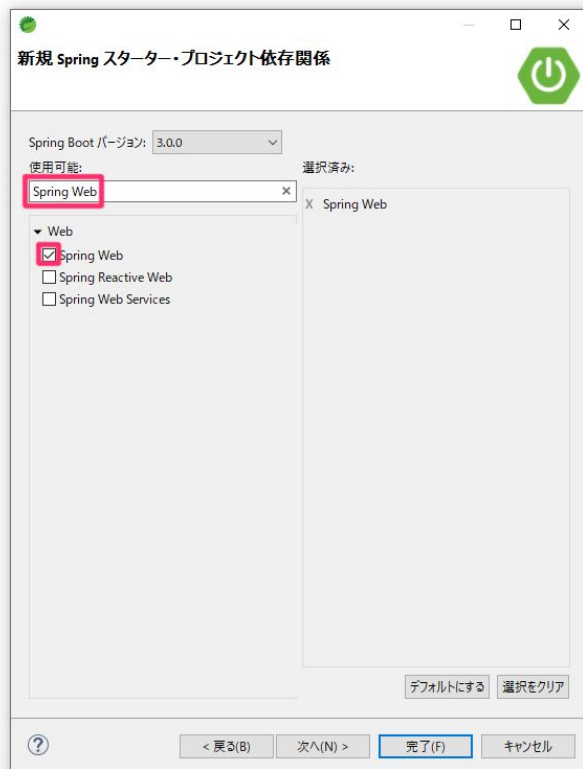 新規 Spring スターター・プロジェクト依存関係
Spring Boot バージョン: 3.0.0
使用可能:
選択済み:
Spring Web
X Spring Web
Web
Spring Web
Spring Reactive Web
Spring Web Services
デフォルトにする 選択をクリア
? < 戻る(B) 次へ(N) > 完了(F) キャンセル